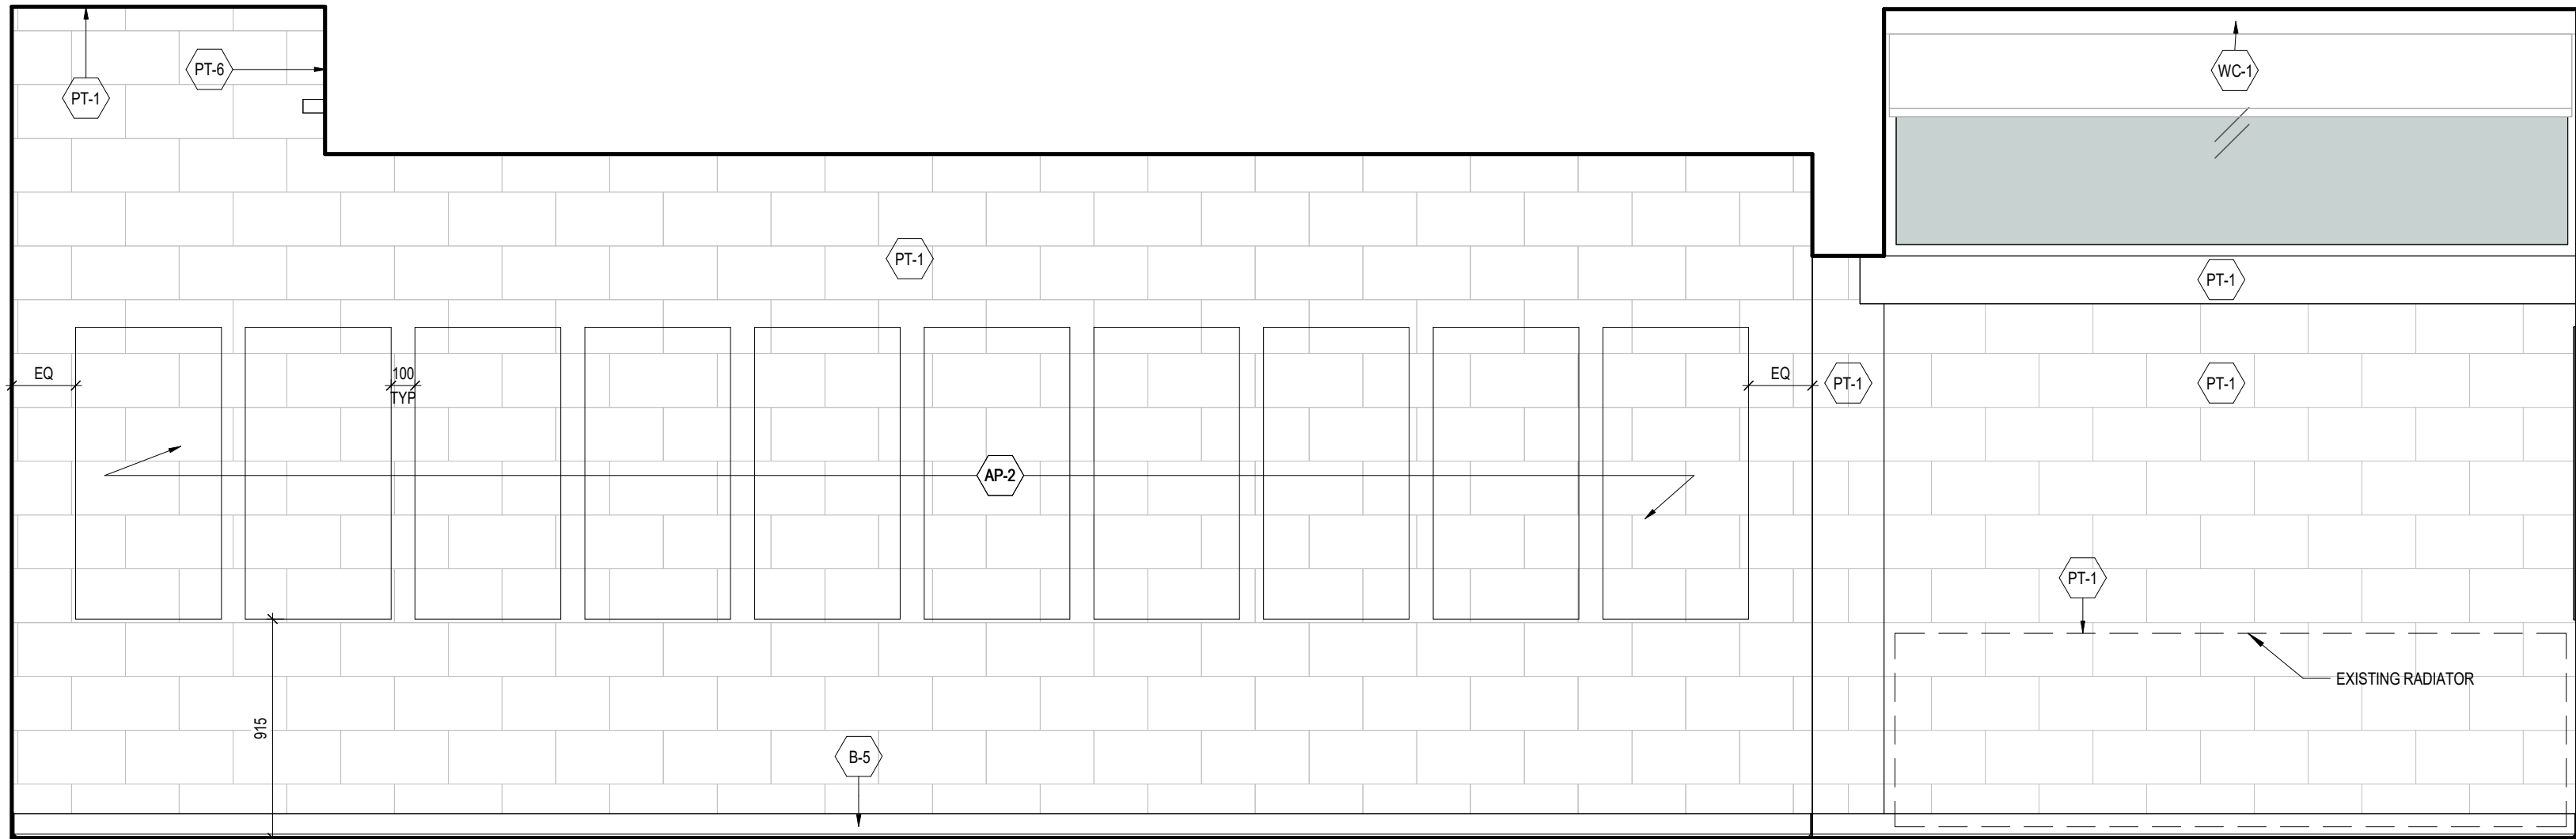 PT-6
WC-1
PT-1
PT-1
PT-1
EQ
100
TYP
EQ
PT-1
PT-1
AP-2
PT-1
EXISTING RADIATOR
915
B-5